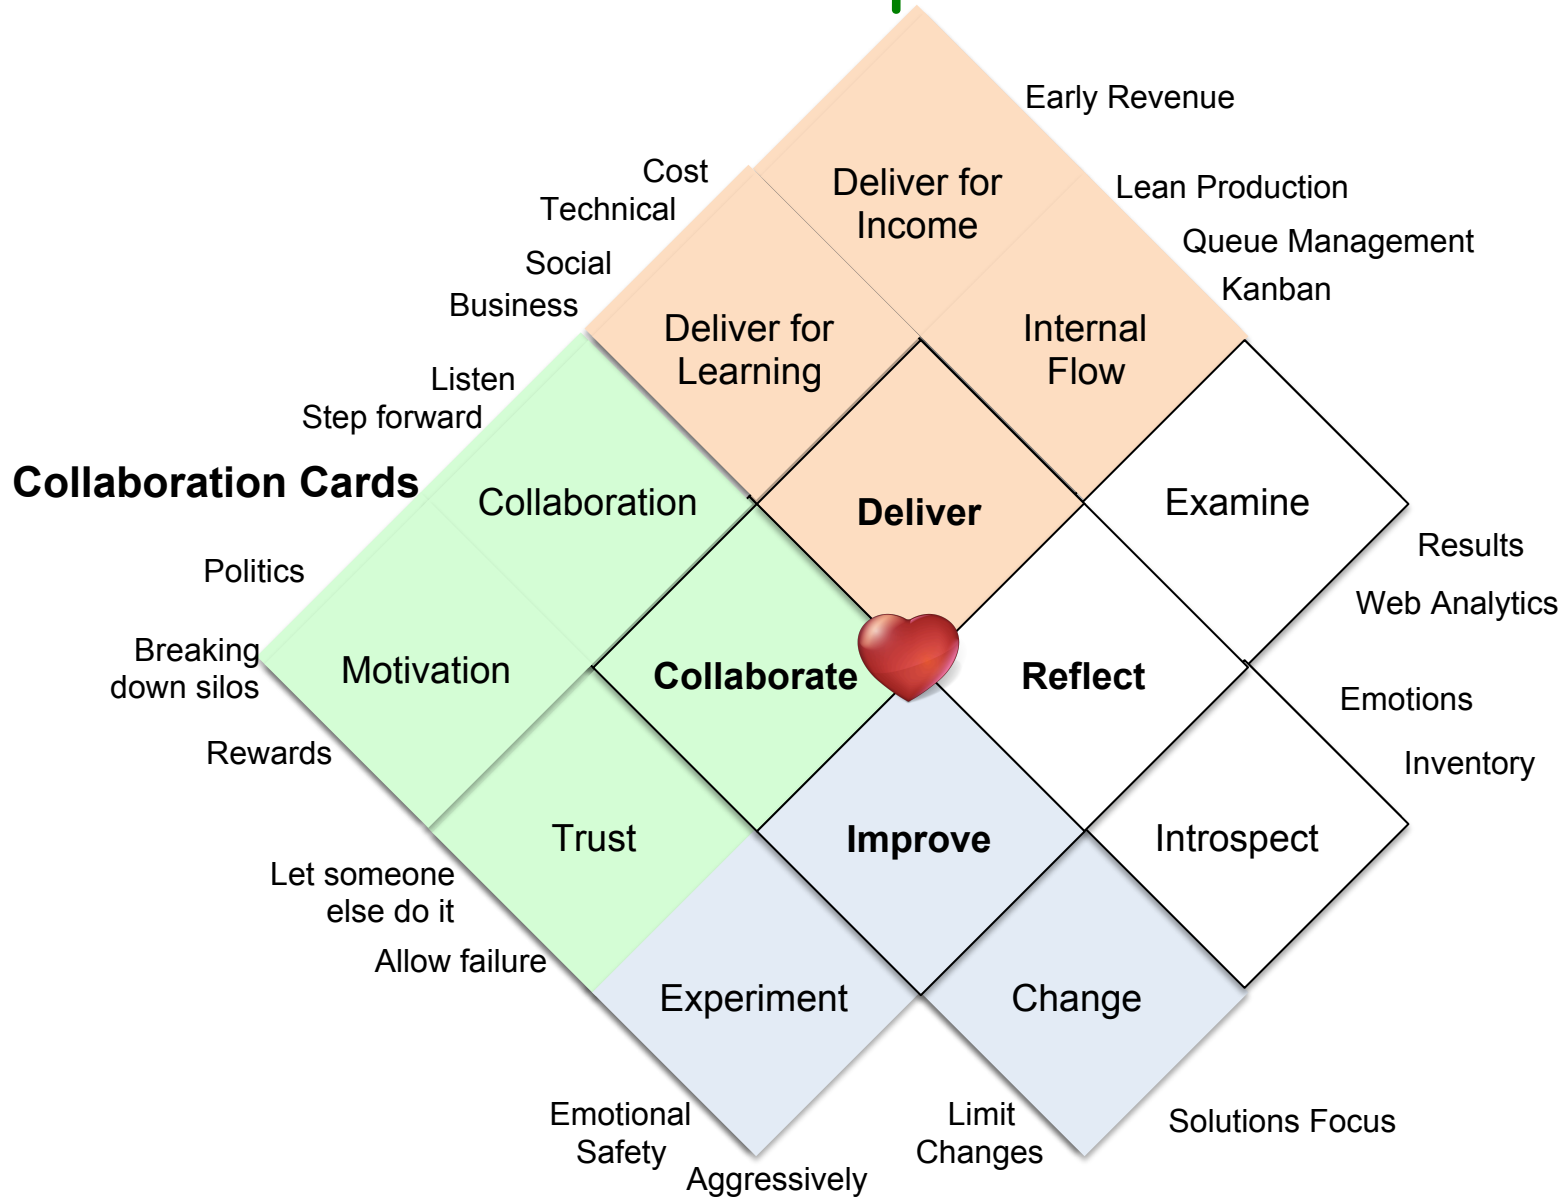 Early Revenue
Cost
Deliver for
Income
Lean Production
Technical
Queue Management
Social
Kanban
Business
Deliver for
Learning
Internal
Flow
Listen
Step forward
Collaboration Cards
Collaboration
Deliver
Examine
Results
Politics
Web Analytics
Breaking
down silos
Motivation
Collaborate
Reflect
Emotions
Rewards
Inventory
Trust
Improve
Introspect
Let someone
else do it
Allow failure
Experiment
Change
Emotional
Safety
Limit
Changes
Solutions Focus
Aggressively